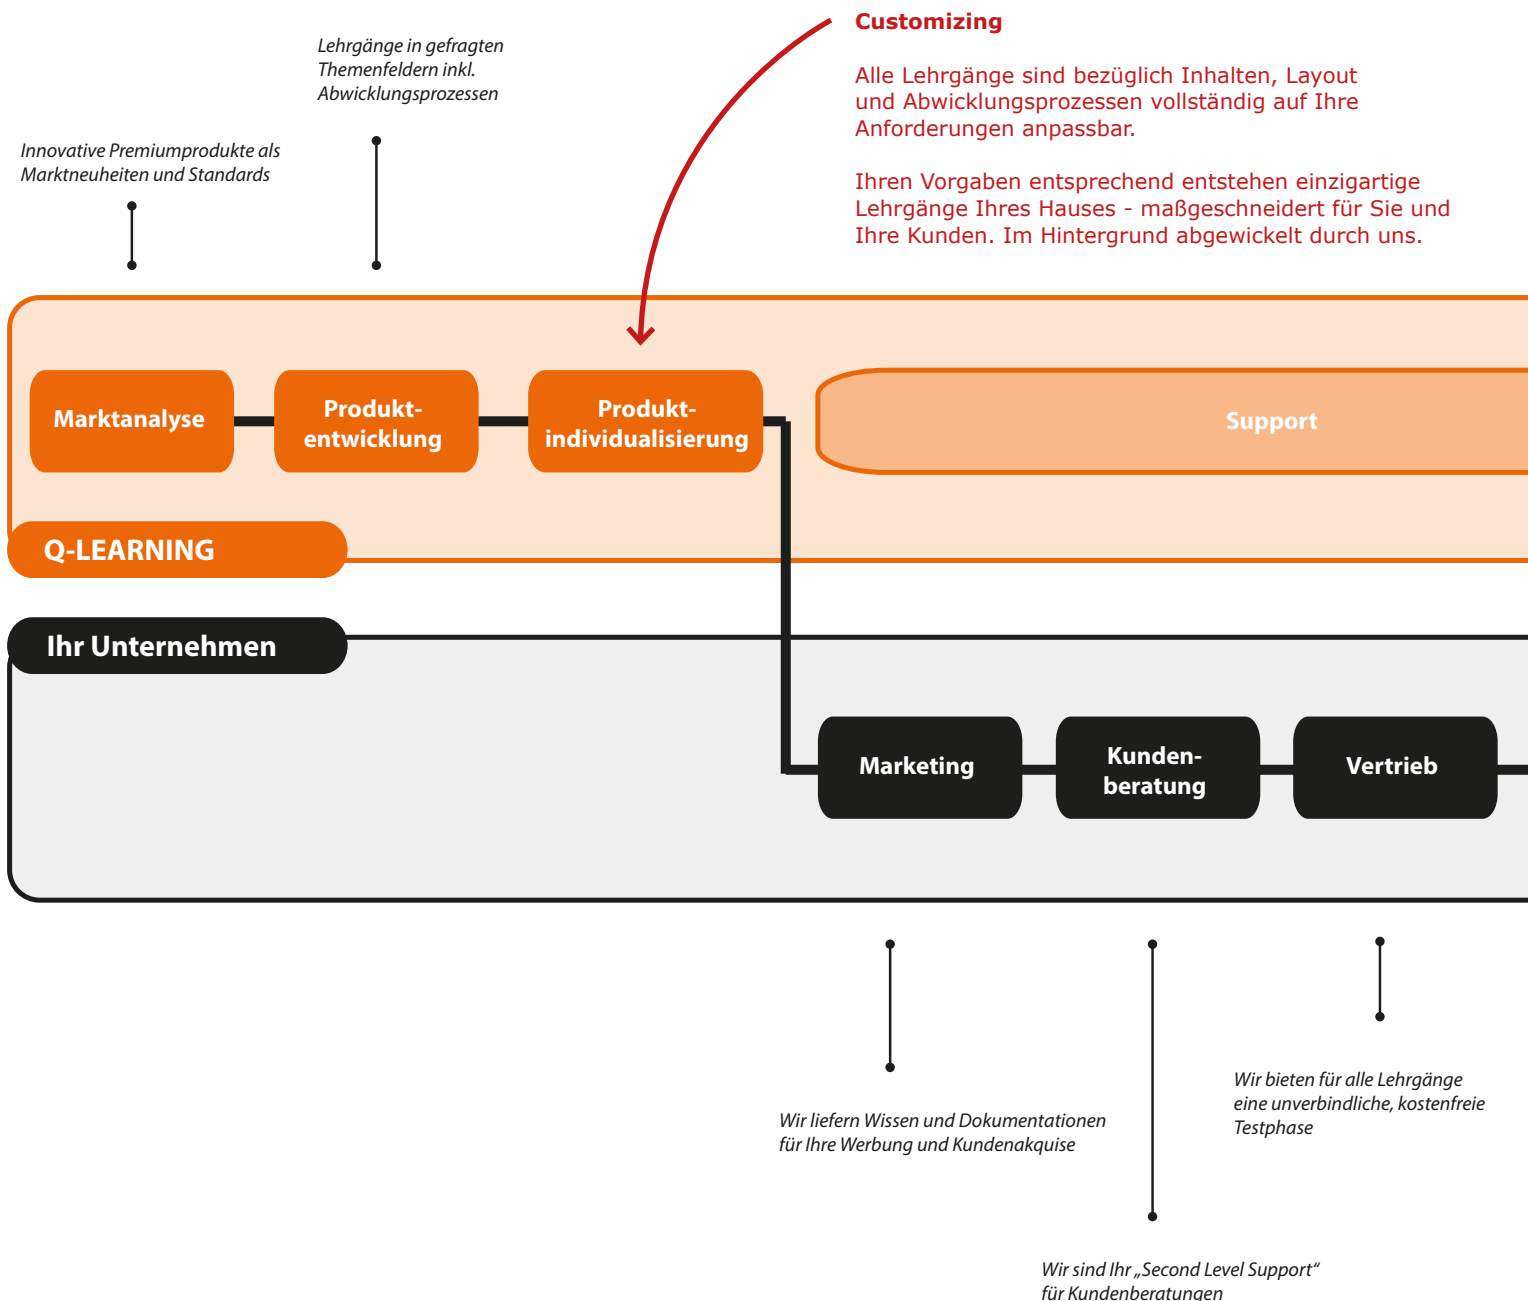 Customizing
Alle Lehrgänge sind bezüglich Inhalten, Layout
und Abwicklungsprozessen vollständig auf Ihre
Anforderungen anpassbar.
Ihren Vorgaben entsprechend entstehen einzigartige
Lehrgänge Ihres Hauses - maßgeschneidert für Sie und
Ihre Kunden. Im Hintergrund abgewickelt durch uns.
Lehrgänge in gefragten
Themenfeldern inkl.
Abwicklungsprozessen
Innovative Premiumprodukte als
Marktneuheiten und Standards
Marktanalyse
Produkt-
entwicklung
Produkt-
individualisierung
Support
Q-LEARNING
Ihr Unternehmen
Marketing
Kunden-
beratung
Vertrieb
Wir liefern Wissen und Dokumentationen
für Ihre Werbung und Kundenakquise
Wir bieten für alle Lehrgänge
eine unverbindliche, kostenfreie
Testphase
Wir sind Ihr „Second Level Support“
für Kundenberatungen